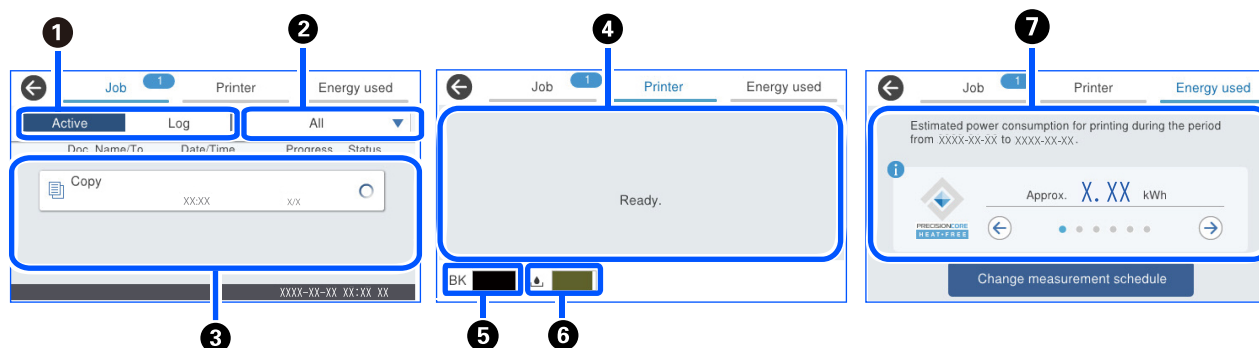 1
2
4
7
Job 1 Printer Energy used
Active Log All
Doc. Name/To Date/Time Progress Status
Copy
XX:XX X/X
XXXX-XX-XX XX:XX XX
3
Job 1 Printer Energy used
Ready.
BK
5
6
Job 1 Printer Energy used
Estimated power consumption for printing during the period
from XXXX-XX-XX to XXXX-XX-XX.
i
Approx. X.XX kWh
PRECISIONCORE
HEAT-FREE
Change measurement schedule